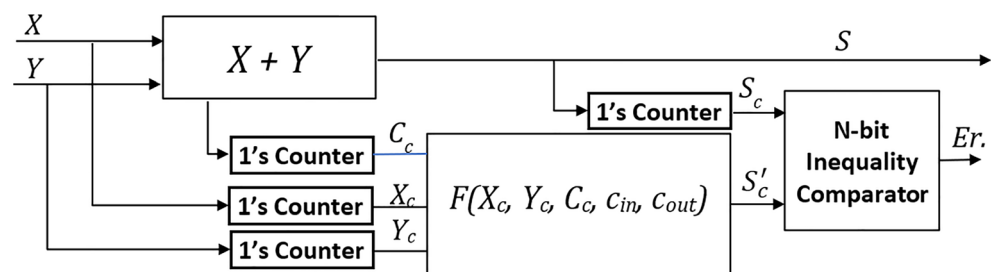 X
Y
X + Y
S
1's Counter
S_c
N-bit
Inequality
Comparator
Er.
1's Counter
C_c
F(X_c, Y_c, C_c, c_in, c_out)
S'_c
1's Counter
X_c
1's Counter
Y_c